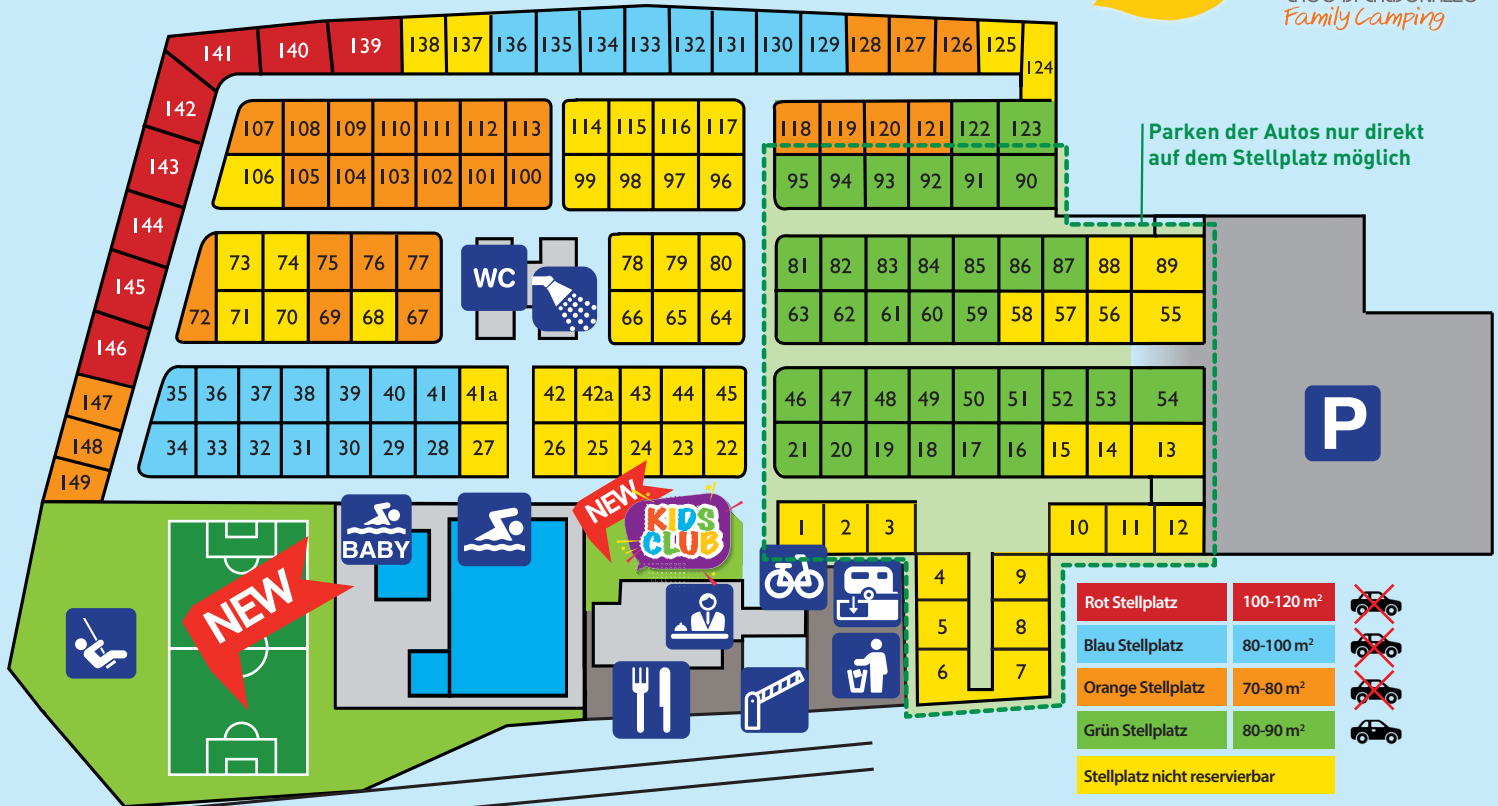 Family Camping
141 140 139 138 137 136 135 134 133 132 131 130 129 128 127 126 125
124
142
107 108 109 110 111 112 113 114 115 116 117 118 119 120 121 122 123
Parken der Autos nur direkt
auf dem Stellplatz möglich
143
106 105 104 103 102 101 100 99 98 97 96 95 94 93 92 91 90
144
73 74 75 76 77 WC 78 79 80 81 82 83 84 85 86 87 88 89
145
72 71 70 69 68 67 66 65 64 63 62 61 60 59 58 57 56 55
146
35 36 37 38 39 40 41 41a 42 42a 43 44 45 46 47 48 49 50 51 52 53 54
147
P
148
34 33 32 31 30 29 28 27 26 25 24 23 22 21 20 19 18 17 16 15 14 13
149
NEW
KIDS
CLUB
1 2 3 10 11 12
BABY
4 9
NEW
5 8
6 7
Rot Stellplatz 100-120 m²
Blau Stellplatz 80-100 m²
Orange Stellplatz 70-80 m²
Grün Stellplatz 80-90 m²
Stellplatz nicht reservierbar